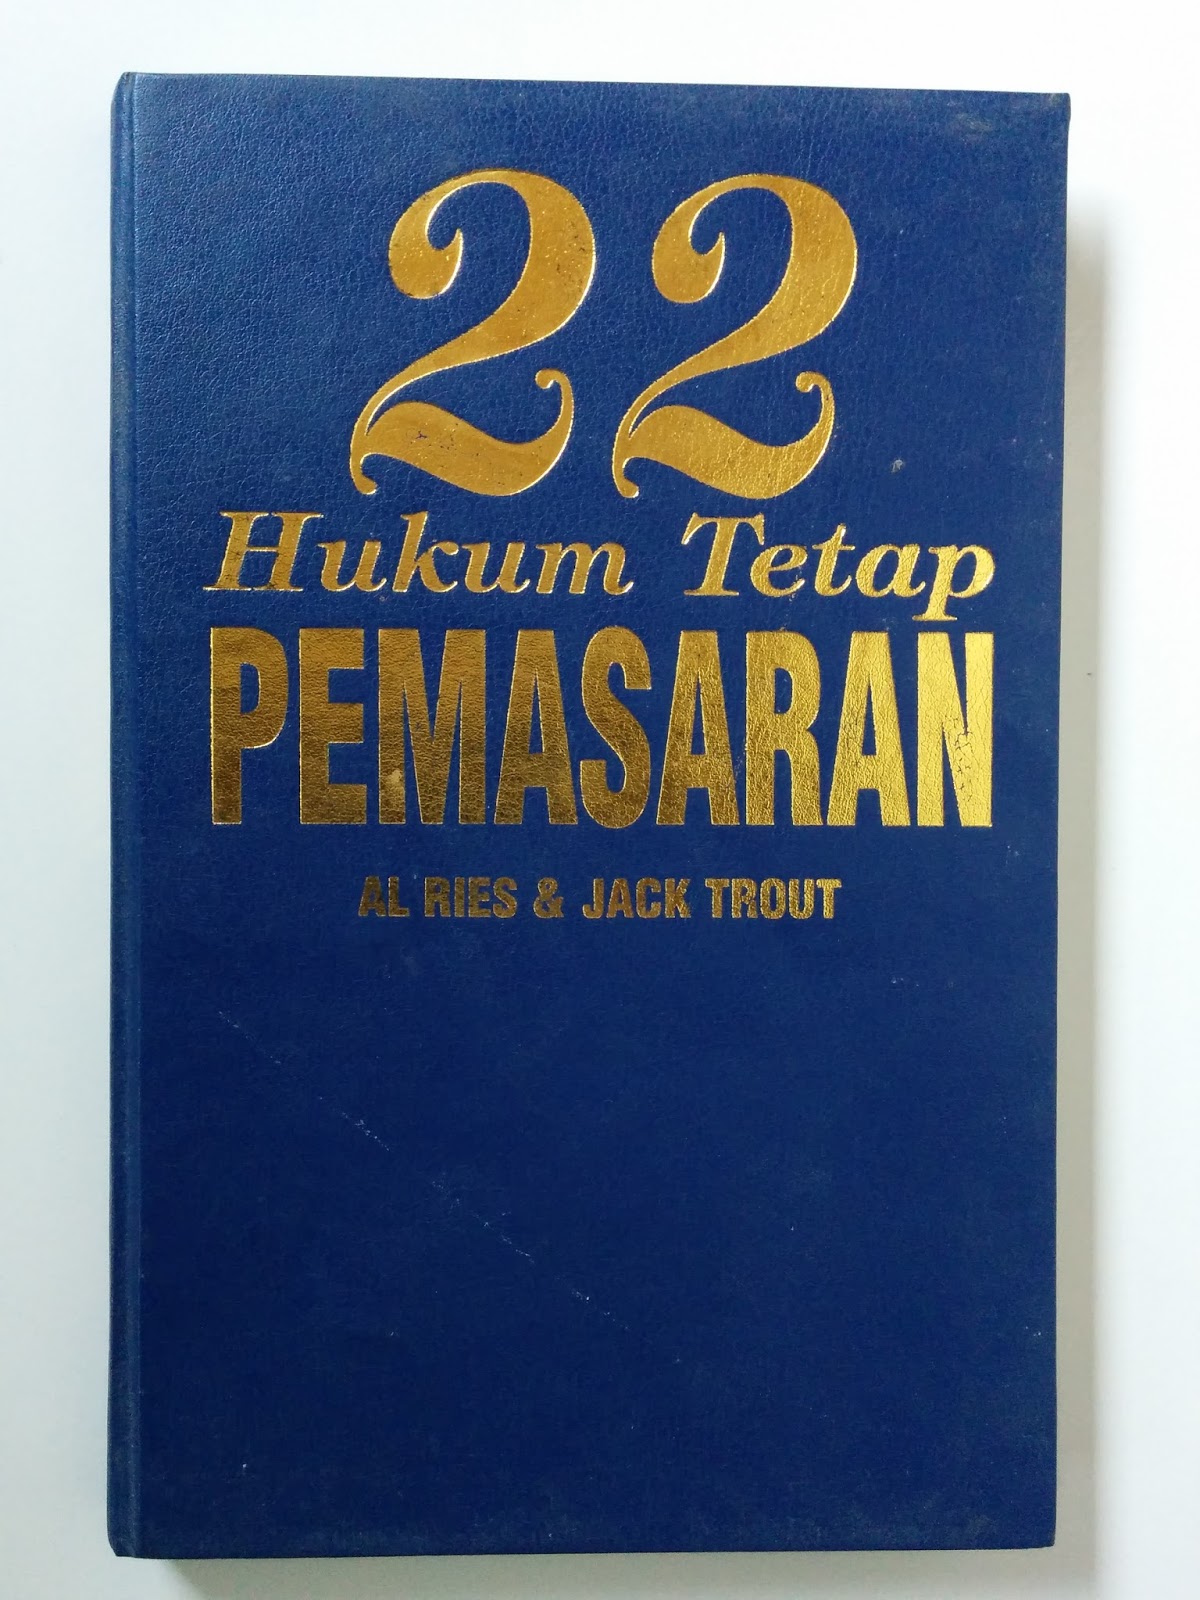 22
Hukum Tetap
PEMASARAN
AL RIES & JACK TROUT